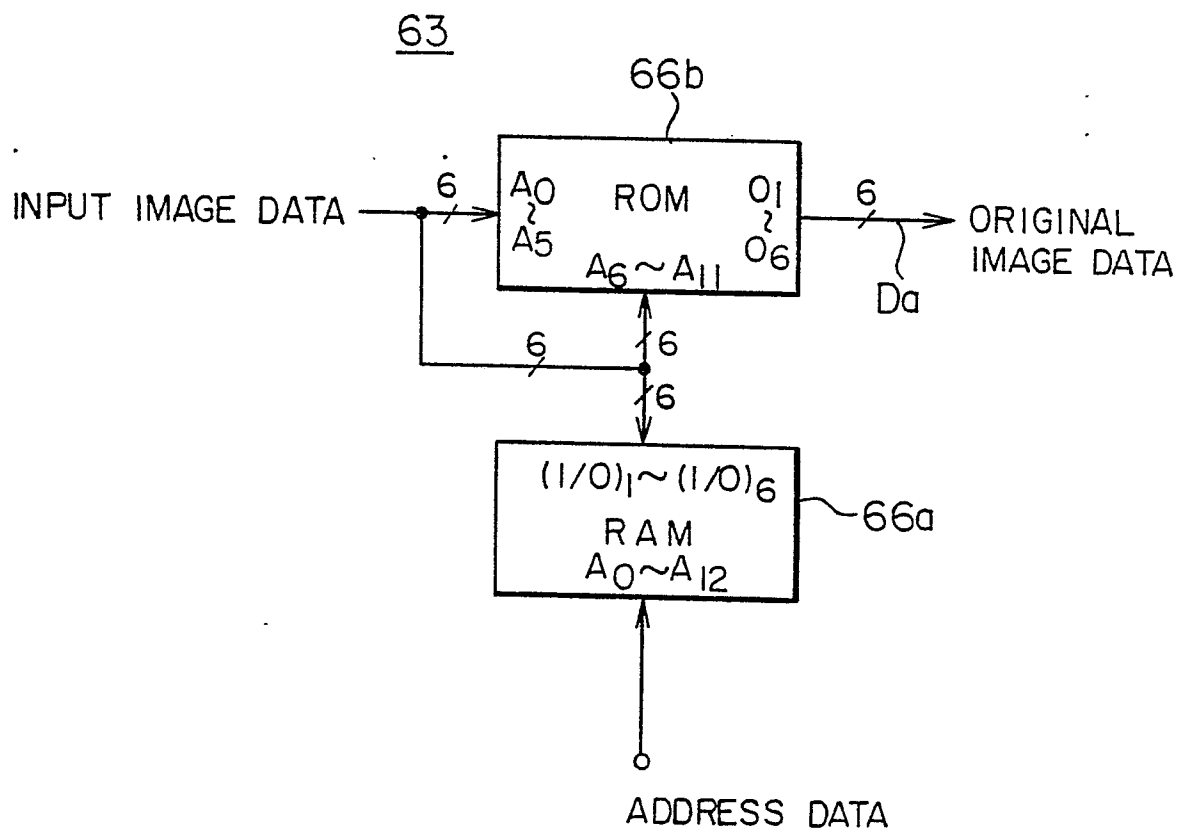 63
66b
INPUT IMAGE DATA
6
A0
~
A5
ROM
O1
~
O6
A6~A11
6
ORIGINAL
IMAGE DATA
Da
6
6
6
(I/O)1~(I/O)6
RAM
A0~A12
66a
ADDRESS DATA